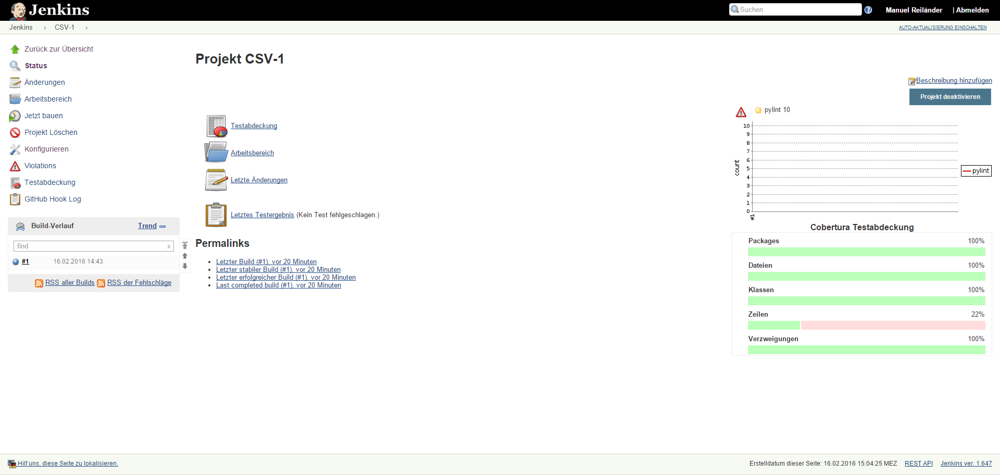 Jenkins
Suchen
Manuel Reiländer | Abmelden
Jenkins CSV-1
AUTO-AKTUALISIERUNG EINSCHALTEN
Zurück zur Übersicht
Status
Änderungen
Arbeitsbereich
Jetzt bauen
Projekt Löschen
Konfigurieren
Violations
Testabdeckung
GitHub Hook Log
Build-Verlauf Trend
find x
#1 16.02.2016 14:43
RSS aller Builds RSS der Fehlschläge
Projekt CSV-1
Beschreibung hinzufügen
Projekt deaktivieren
Testabdeckung
Arbeitsbereich
Letzte Änderungen
Letztes Testergebnis (Kein Test fehlgeschlagen.)
Permalinks
Letzter Build (#1), vor 20 Minuten
Letzter stabiler Build (#1), vor 20 Minuten
Letzter erfolgreicher Build (#1), vor 20 Minuten
Last completed build (#1), vor 20 Minuten
pylint 10
10
9
8
7
6
5
4
3
2
1
0
count
#1
pylint
Cobertura Testabdeckung
Packages 100%
Dateien 100%
Klassen 100%
Zeilen 22%
Verzweigungen 100%
Hilf uns, diese Seite zu lokalisieren.
Erstelldatum dieser Seite: 16.02.2016 15:04:25 MEZ REST API Jenkins ver. 1.647